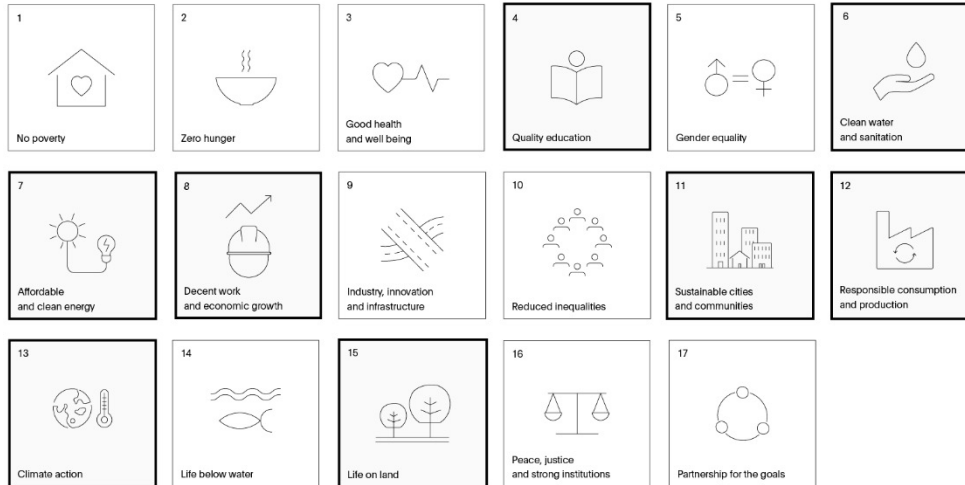 1
No poverty
2
Zero hunger
3
Good health
and well being
4
Quality education
5
Gender equality
6
Clean water
and sanitation
7
Affordable
and clean energy
8
Decent work
and economic growth
9
Industry, innovation
and infrastructure
10
Reduced inequalities
11
Sustainable cities
and communities
12
Responsible consumption
and production
13
Climate action
14
Life below water
15
Life on land
16
Peace, justice
and strong institutions
17
Partnership for the goals